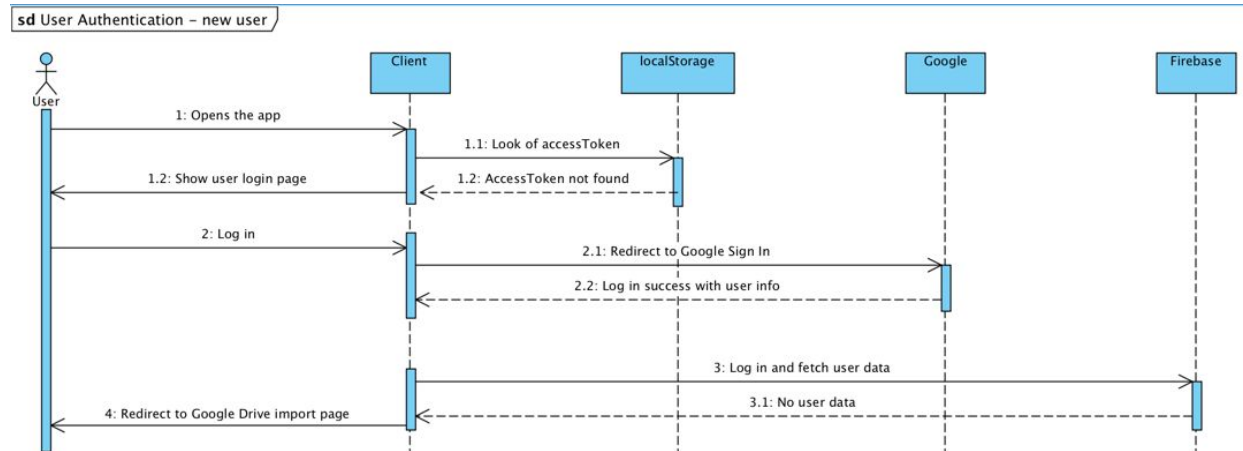 sd User Authentication – new user
Client
localStorage
Google
Firebase
User
1: Opens the app
1.1: Look of accessToken
1.2: Show user login page
1.2: AccessToken not found
2: Log in
2.1: Redirect to Google Sign In
2.2: Log in success with user info
3: Log in and fetch user data
3.1: No user data
4: Redirect to Google Drive import page